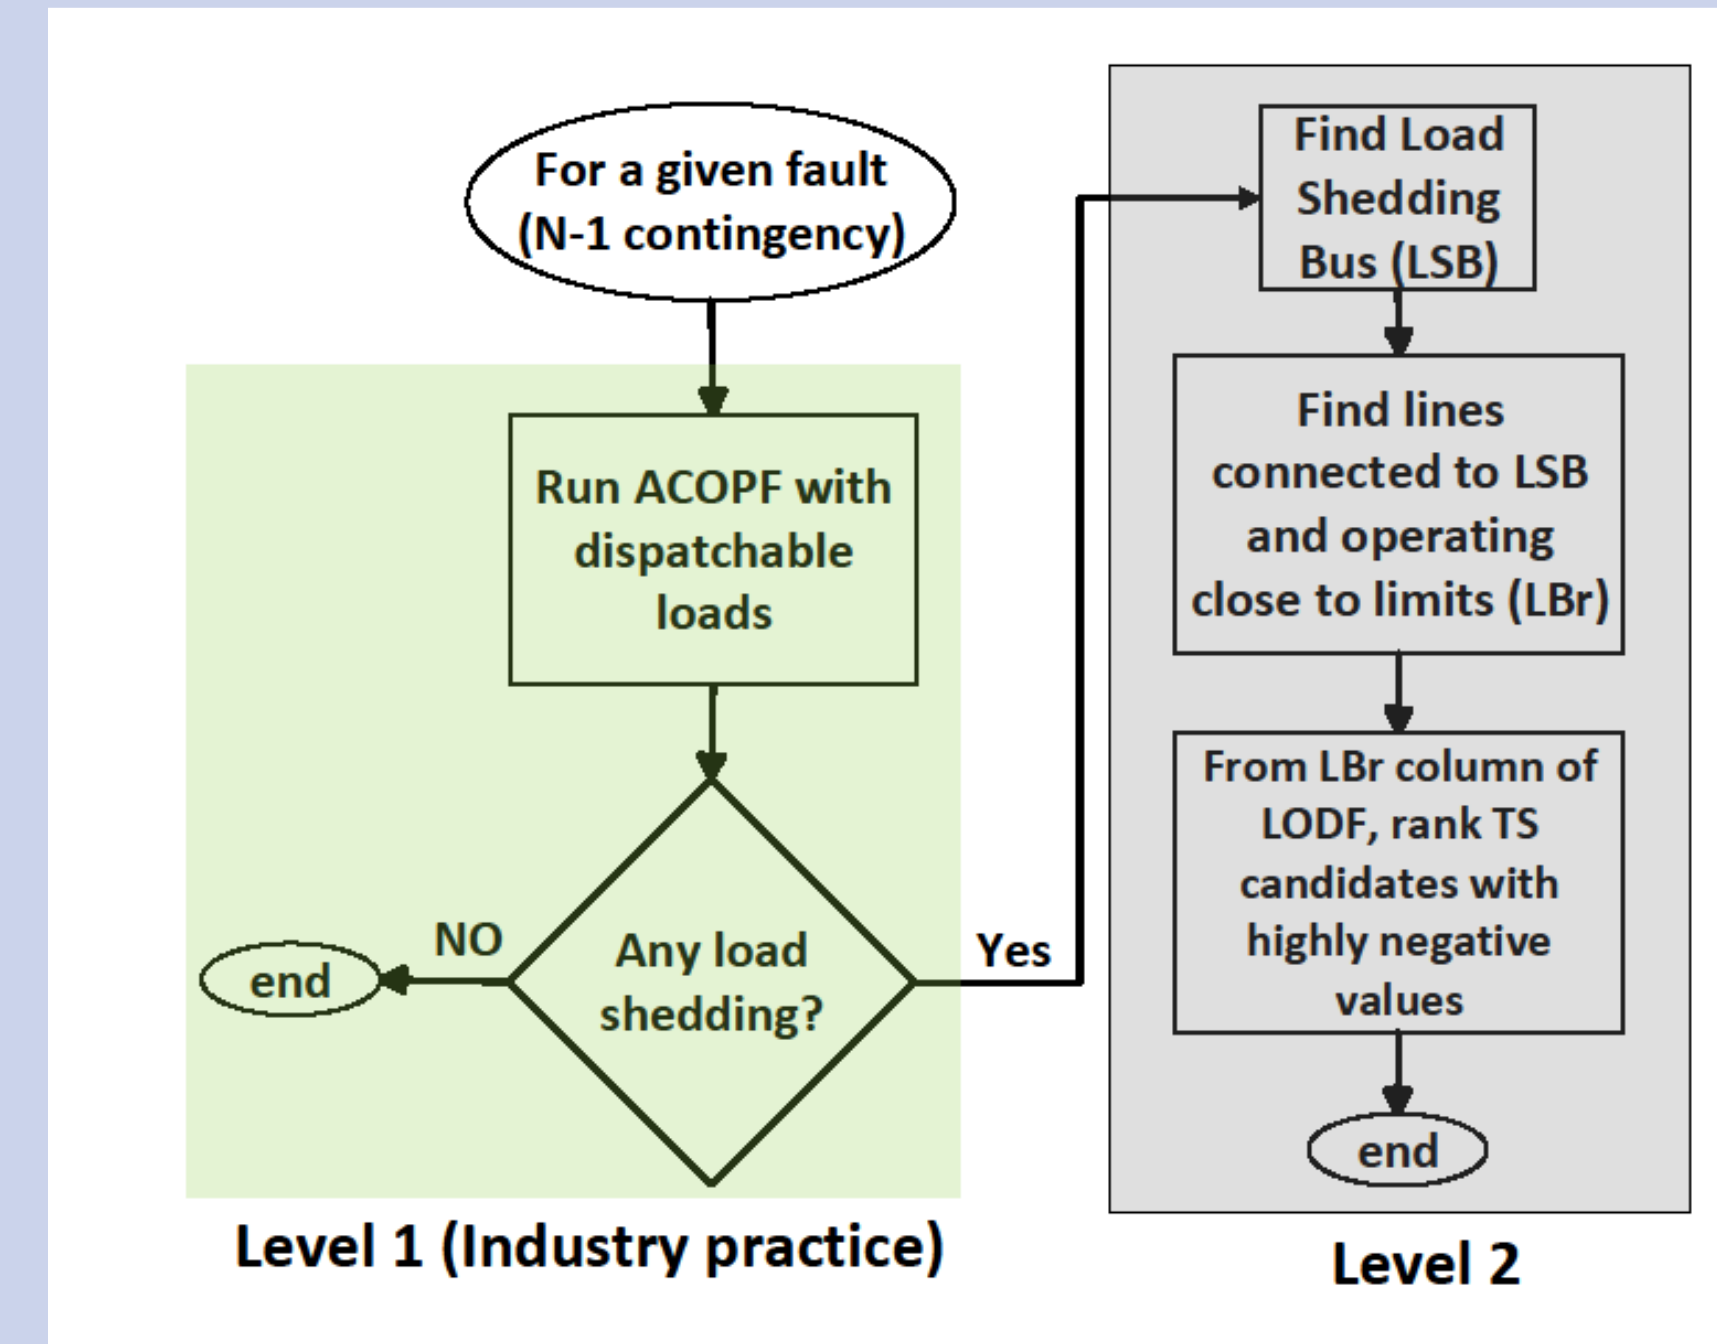 For a given fault
(N-1 contingency)
Run ACOPF with
dispatchable
loads
Any load
shedding?
NO
end
Yes
Level 1 (Industry practice)
Find Load
Shedding
Bus (LSB)
Find lines
connected to LSB
and operating
close to limits (LBr)
From LBr column of
LODF, rank TS
candidates with
highly negative
values
end
Level 2